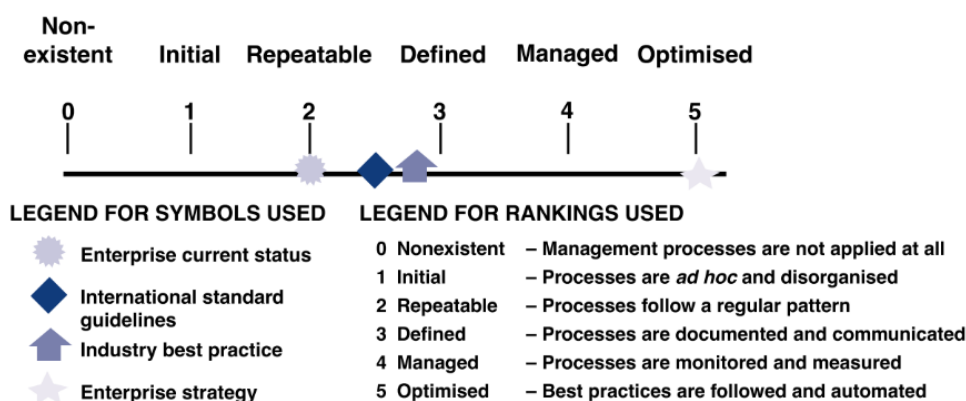 Non-
existent Initial Repeatable Defined Managed Optimised
0 1 2 3 4 5
LEGEND FOR SYMBOLS USED
Enterprise current status
International standard
guidelines
Industry best practice
Enterprise strategy
LEGEND FOR RANKINGS USED
0 Nonexistent – Management processes are not applied at all
1 Initial – Processes are ad hoc and disorganised
2 Repeatable – Processes follow a regular pattern
3 Defined – Processes are documented and communicated
4 Managed – Processes are monitored and measured
5 Optimised – Best practices are followed and automated